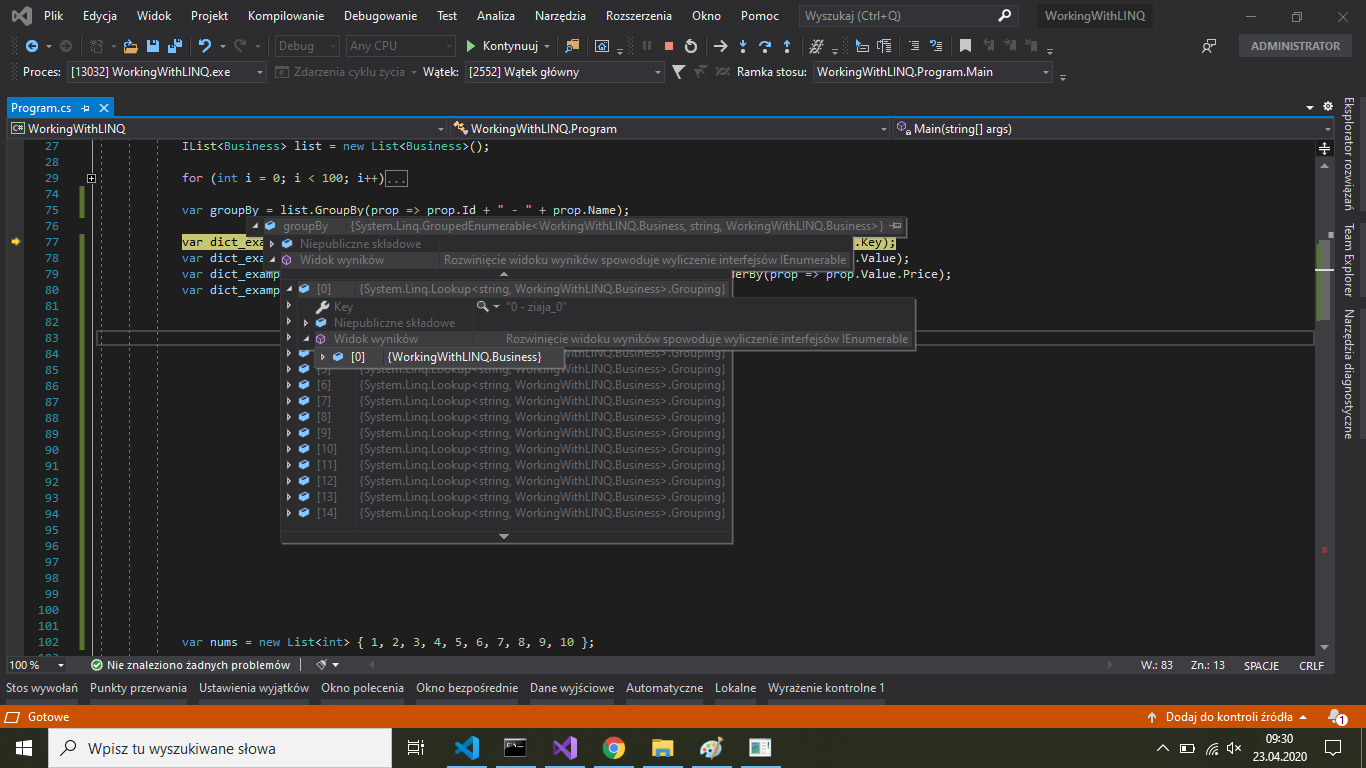 Plik Edycja Widok Projekt Kompilowanie Debugowanie Test Analiza Narzędzia Rozszerzenia Okno Pomoc Wyszukaj (Ctrl+Q) WorkingWithLINQ
Debug Any CPU Kontynuuj ADMINISTRATOR
Proces: [13032] WorkingWithLINQ.exe Zdarzenia cyklu życia Wątek: [2552] Wątek główny Ramka stosu: WorkingWithLINQ.Program.Main
Program.cs
C# WorkingWithLINQ WorkingWithLINQ.Program Main(string[] args)
27 IList<Business> list = new List<Business>();
28
29 for (int i = 0; i < 100; i++)...
74
75 var groupBy = list.GroupBy(prop => prop.Id + " - " + prop.Name);
76 groupBy {System.Linq.GroupedEnumerable<WorkingWithLINQ.Business, string, WorkingWithLINQ.Business>}
77 var dict_exa Niepubliczne składowe .Key);
78 var dict_exa Widok wyników Rozwinięcie widoku wyników spowoduje wyliczenie interfejsów IEnumerable .Value);
79 var dict_examp erBy(prop => prop.Value.Price);
80 var dict_examp [0] {System.Linq.Lookup<string, WorkingWithLINQ.Business>.Grouping}
81 Key "0 - ziaja_0"
82 Niepubliczne składowe
83 Widok wyników Rozwinięcie widoku wyników spowoduje wyliczenie interfejsów IEnumerable
84 [0] {WorkingWithLINQ.Business} WorkingWithLINQ.Business>.Grouping}
85 [5] {System.Linq.Lookup<string, WorkingWithLINQ.Business>.Grouping}
86 [6] {System.Linq.Lookup<string, WorkingWithLINQ.Business>.Grouping}
87 [7] {System.Linq.Lookup<string, WorkingWithLINQ.Business>.Grouping}
88 [8] {System.Linq.Lookup<string, WorkingWithLINQ.Business>.Grouping}
89 [9] {System.Linq.Lookup<string, WorkingWithLINQ.Business>.Grouping}
90 [10] {System.Linq.Lookup<string, WorkingWithLINQ.Business>.Grouping}
91 [11] {System.Linq.Lookup<string, WorkingWithLINQ.Business>.Grouping}
92 [12] {System.Linq.Lookup<string, WorkingWithLINQ.Business>.Grouping}
93 [13] {System.Linq.Lookup<string, WorkingWithLINQ.Business>.Grouping}
94 [14] {System.Linq.Lookup<string, WorkingWithLINQ.Business>.Grouping}
95
96
97
98
99
100
101
102 var nums = new List<int> { 1, 2, 3, 4, 5, 6, 7, 8, 9, 10 };
Eksplorator rozwiązań
Team Explorer
Narzędzia diagnostyczne
100 % Nie znaleziono żadnych problemów W.: 83 Zn.: 13 SPACJE CRLF
Stos wywołań Punkty przerwania Ustawienia wyjątków Okno polecenia Okno bezpośrednie Dane wyjściowe Automatyczne Lokalne Wyrażenie kontrolne 1
Gotowe Dodaj do kontroli źródła 1
Wpisz tu wyszukiwane słowa 09:30
23.04.2020